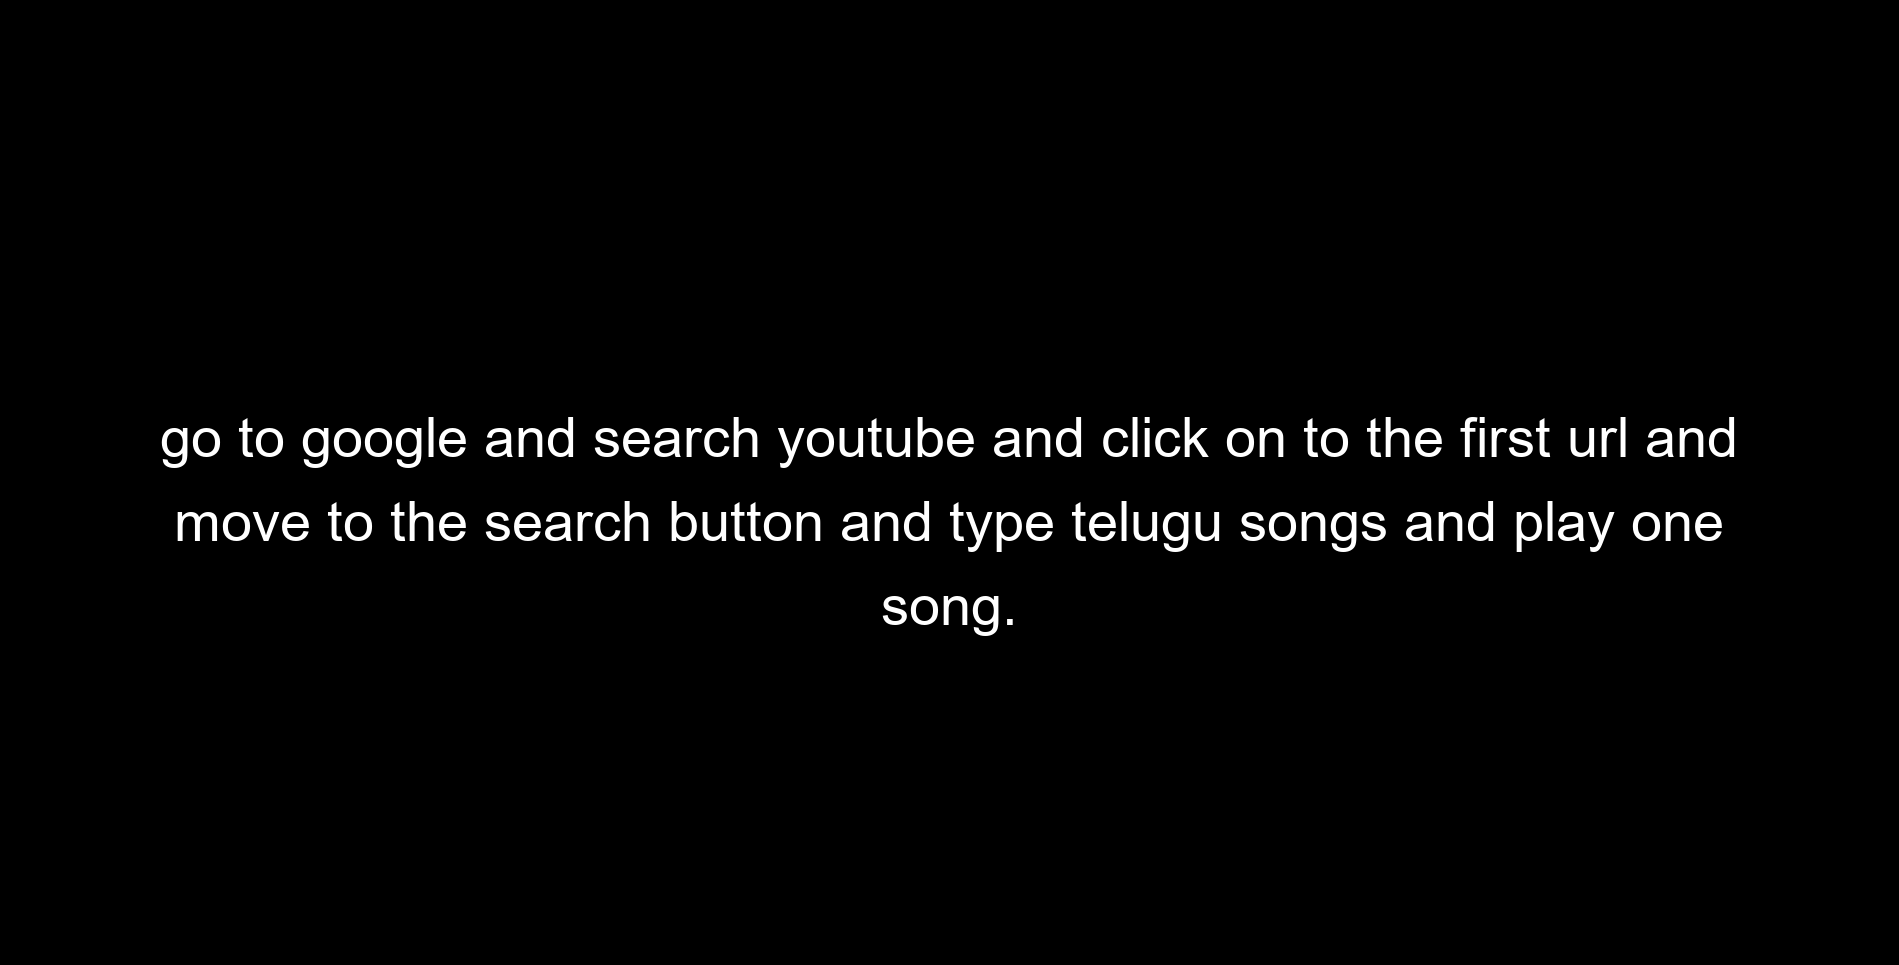 go to google and search youtube and click on to the first url and
move to the search button and type telugu songs and play one
song.